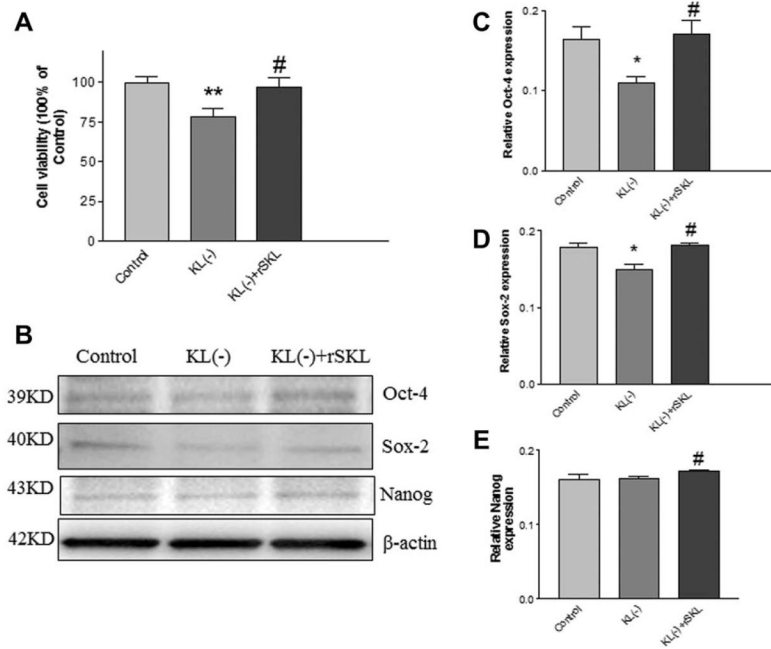 A
Cell viability (100% of
Control)
100
75
50
25
0
**
#
Control
KL(-)
KL(-)+rSKL
B
Control KL(-) KL(-)+rSKL
39KD Oct-4
40KD Sox-2
43KD Nanog
42KD β-actin
C
Relative Oct-4 expression
0.2
0.1
0.0
*
#
Control
KL(-)
KL(-)+rSKL
D
Relative Sox-2 expression
0.2
0.1
0.0
*
#
Control
KL(-)
KL(-)+rSKL
E
Relative Nanog
expression
0.2
0.1
0.0
#
Control
KL(-)
KL(-)+rSKL